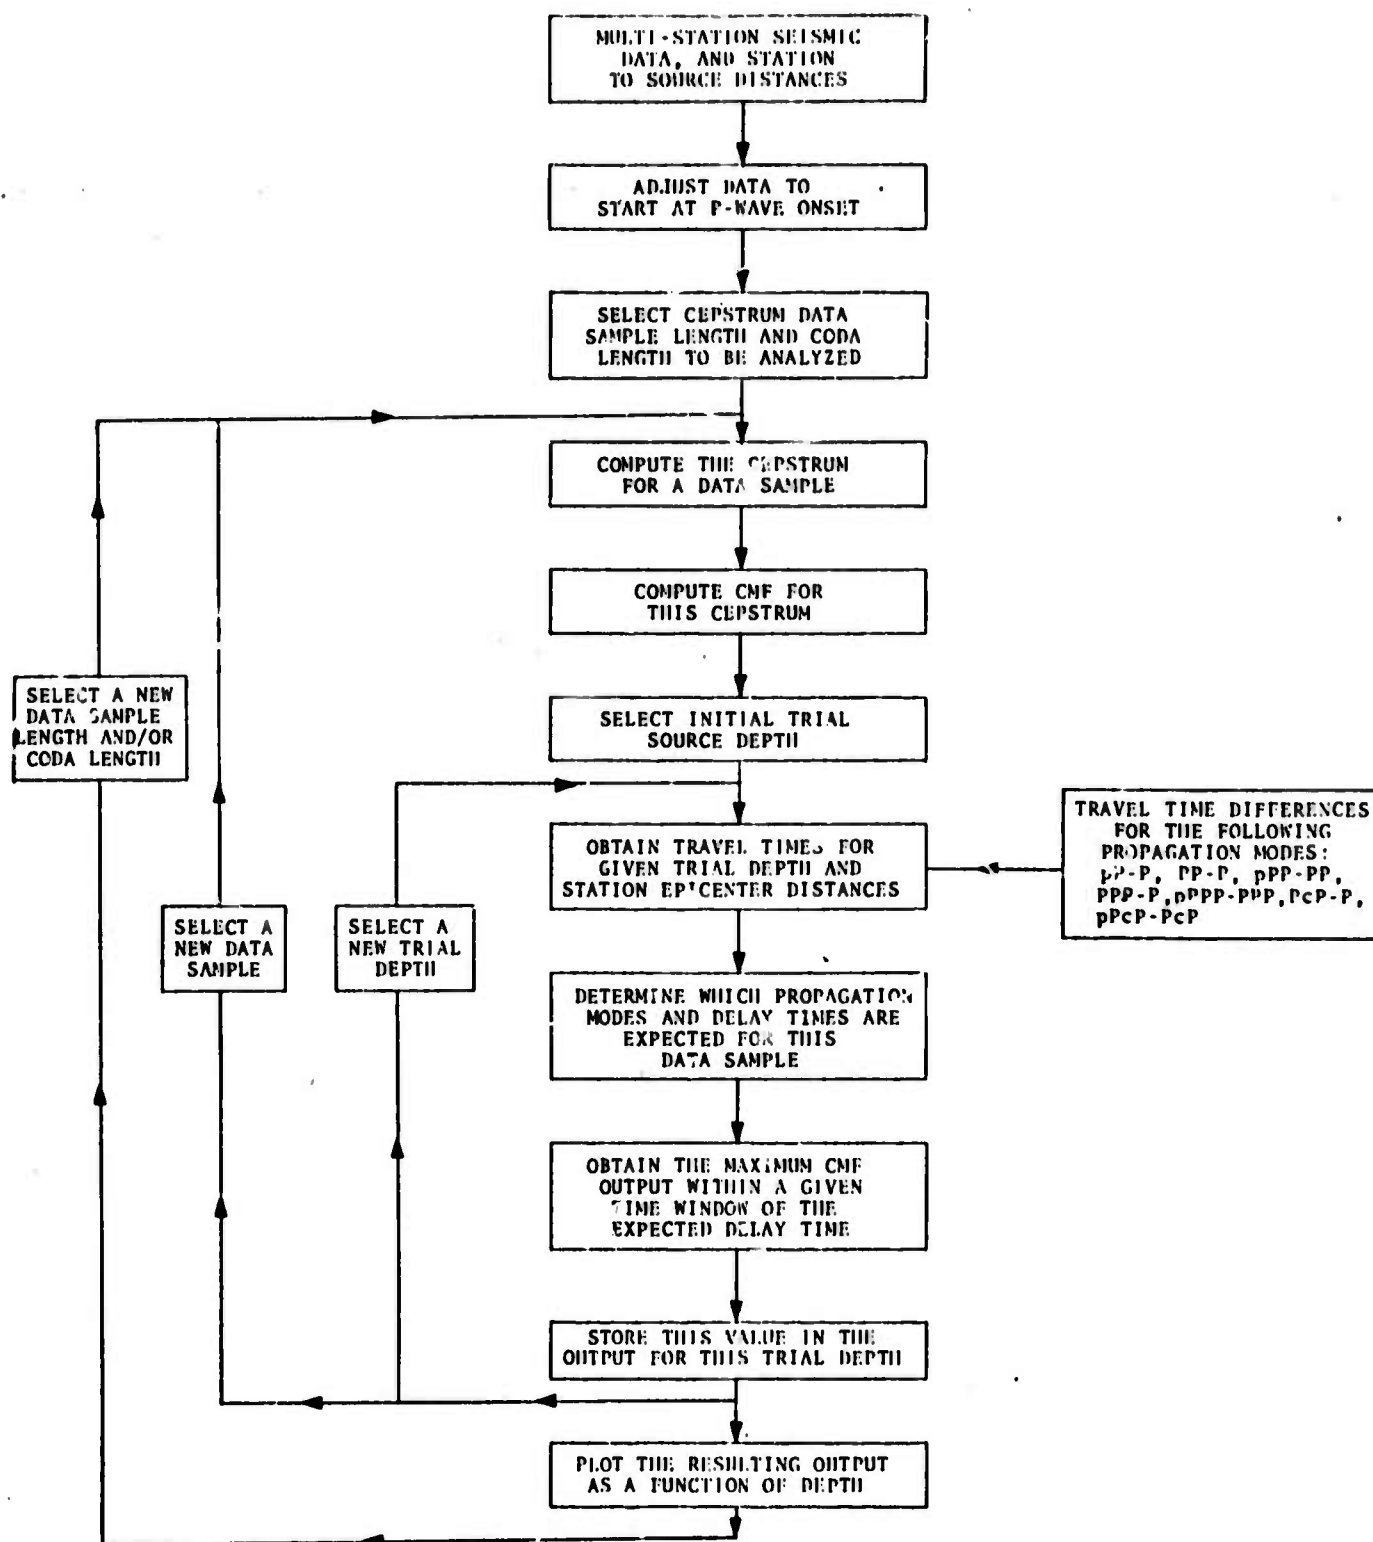 MULTI-STATION SEISMIC
DATA, AND STATION
TO SOURCE DISTANCES
ADJUST DATA TO
START AT P-WAVE ONSET
SELECT CEPSTRUM DATA
SAMPLE LENGTH AND CODA
LENGTH TO BE ANALYZED
COMPUTE THE CEPSTRUM
FOR A DATA SAMPLE
COMPUTE CMF FOR
THIS CEPSTRUM
SELECT A NEW
DATA SAMPLE
LENGTH AND/OR
CODA LENGTH
SELECT INITIAL TRIAL
SOURCE DEPTH
TRAVEL TIME DIFFERENCES
FOR THE FOLLOWING
PROPAGATION MODES:
pP-P, PP-P, pPP-PP,
PPP-P,pPPP-PPP,PcP-P,
pPcP-PcP
OBTAIN TRAVEL TIMES FOR
GIVEN TRIAL DEPTH AND
STATION EPICENTER DISTANCES
SELECT A
NEW DATA
SAMPLE
SELECT A
NEW TRIAL
DEPTH
DETERMINE WHICH PROPAGATION
MODES AND DELAY TIMES ARE
EXPECTED FOR THIS
DATA SAMPLE
OBTAIN THE MAXIMUM CMF
OUTPUT WITHIN A GIVEN
TIME WINDOW OF THE
EXPECTED DELAY TIME
STORE THIS VALUE IN THE
OUTPUT FOR THIS TRIAL DEPTH
PLOT THE RESULTING OUTPUT
AS A FUNCTION OF DEPTH